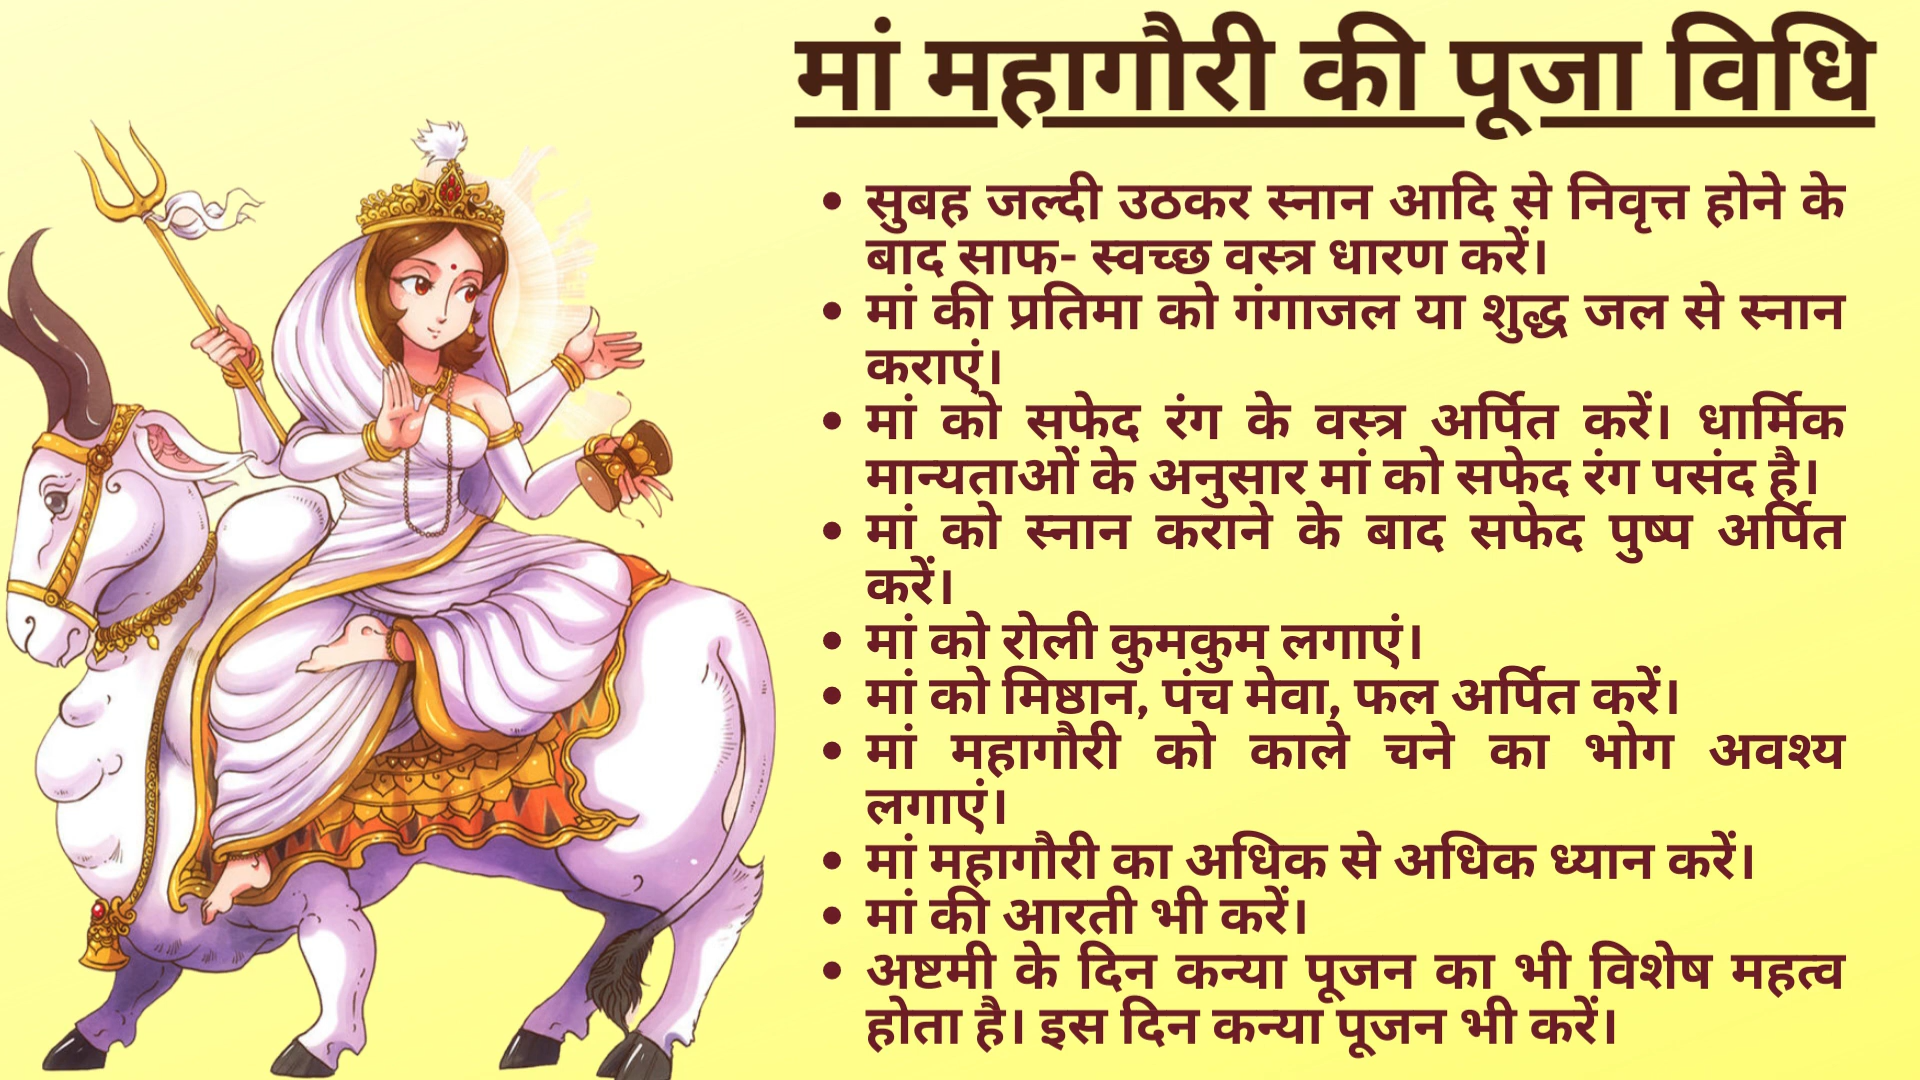 मां महागौरी की पूजा विधि
• सुबह जल्दी उठकर स्नान आदि से निवृत्त होने के
बाद साफ- स्वच्छ वस्त्र धारण करें।
• मां की प्रतिमा को गंगाजल या शुद्ध जल से स्नान
कराएं।
• मां को सफेद रंग के वस्त्र अर्पित करें। धार्मिक
मान्यताओं के अनुसार मां को सफेद रंग पसंद है।
• मां को स्नान कराने के बाद सफेद पुष्प अर्पित
करें।
• मां को रोली कुमकुम लगाएं।
• मां को मिष्ठान, पंच मेवा, फल अर्पित करें।
• मां महागौरी को काले चने का भोग अवश्य
लगाएं।
• मां महागौरी का अधिक से अधिक ध्यान करें।
• मां की आरती भी करें।
• अष्टमी के दिन कन्या पूजन का भी विशेष महत्व
होता है। इस दिन कन्या पूजन भी करें।